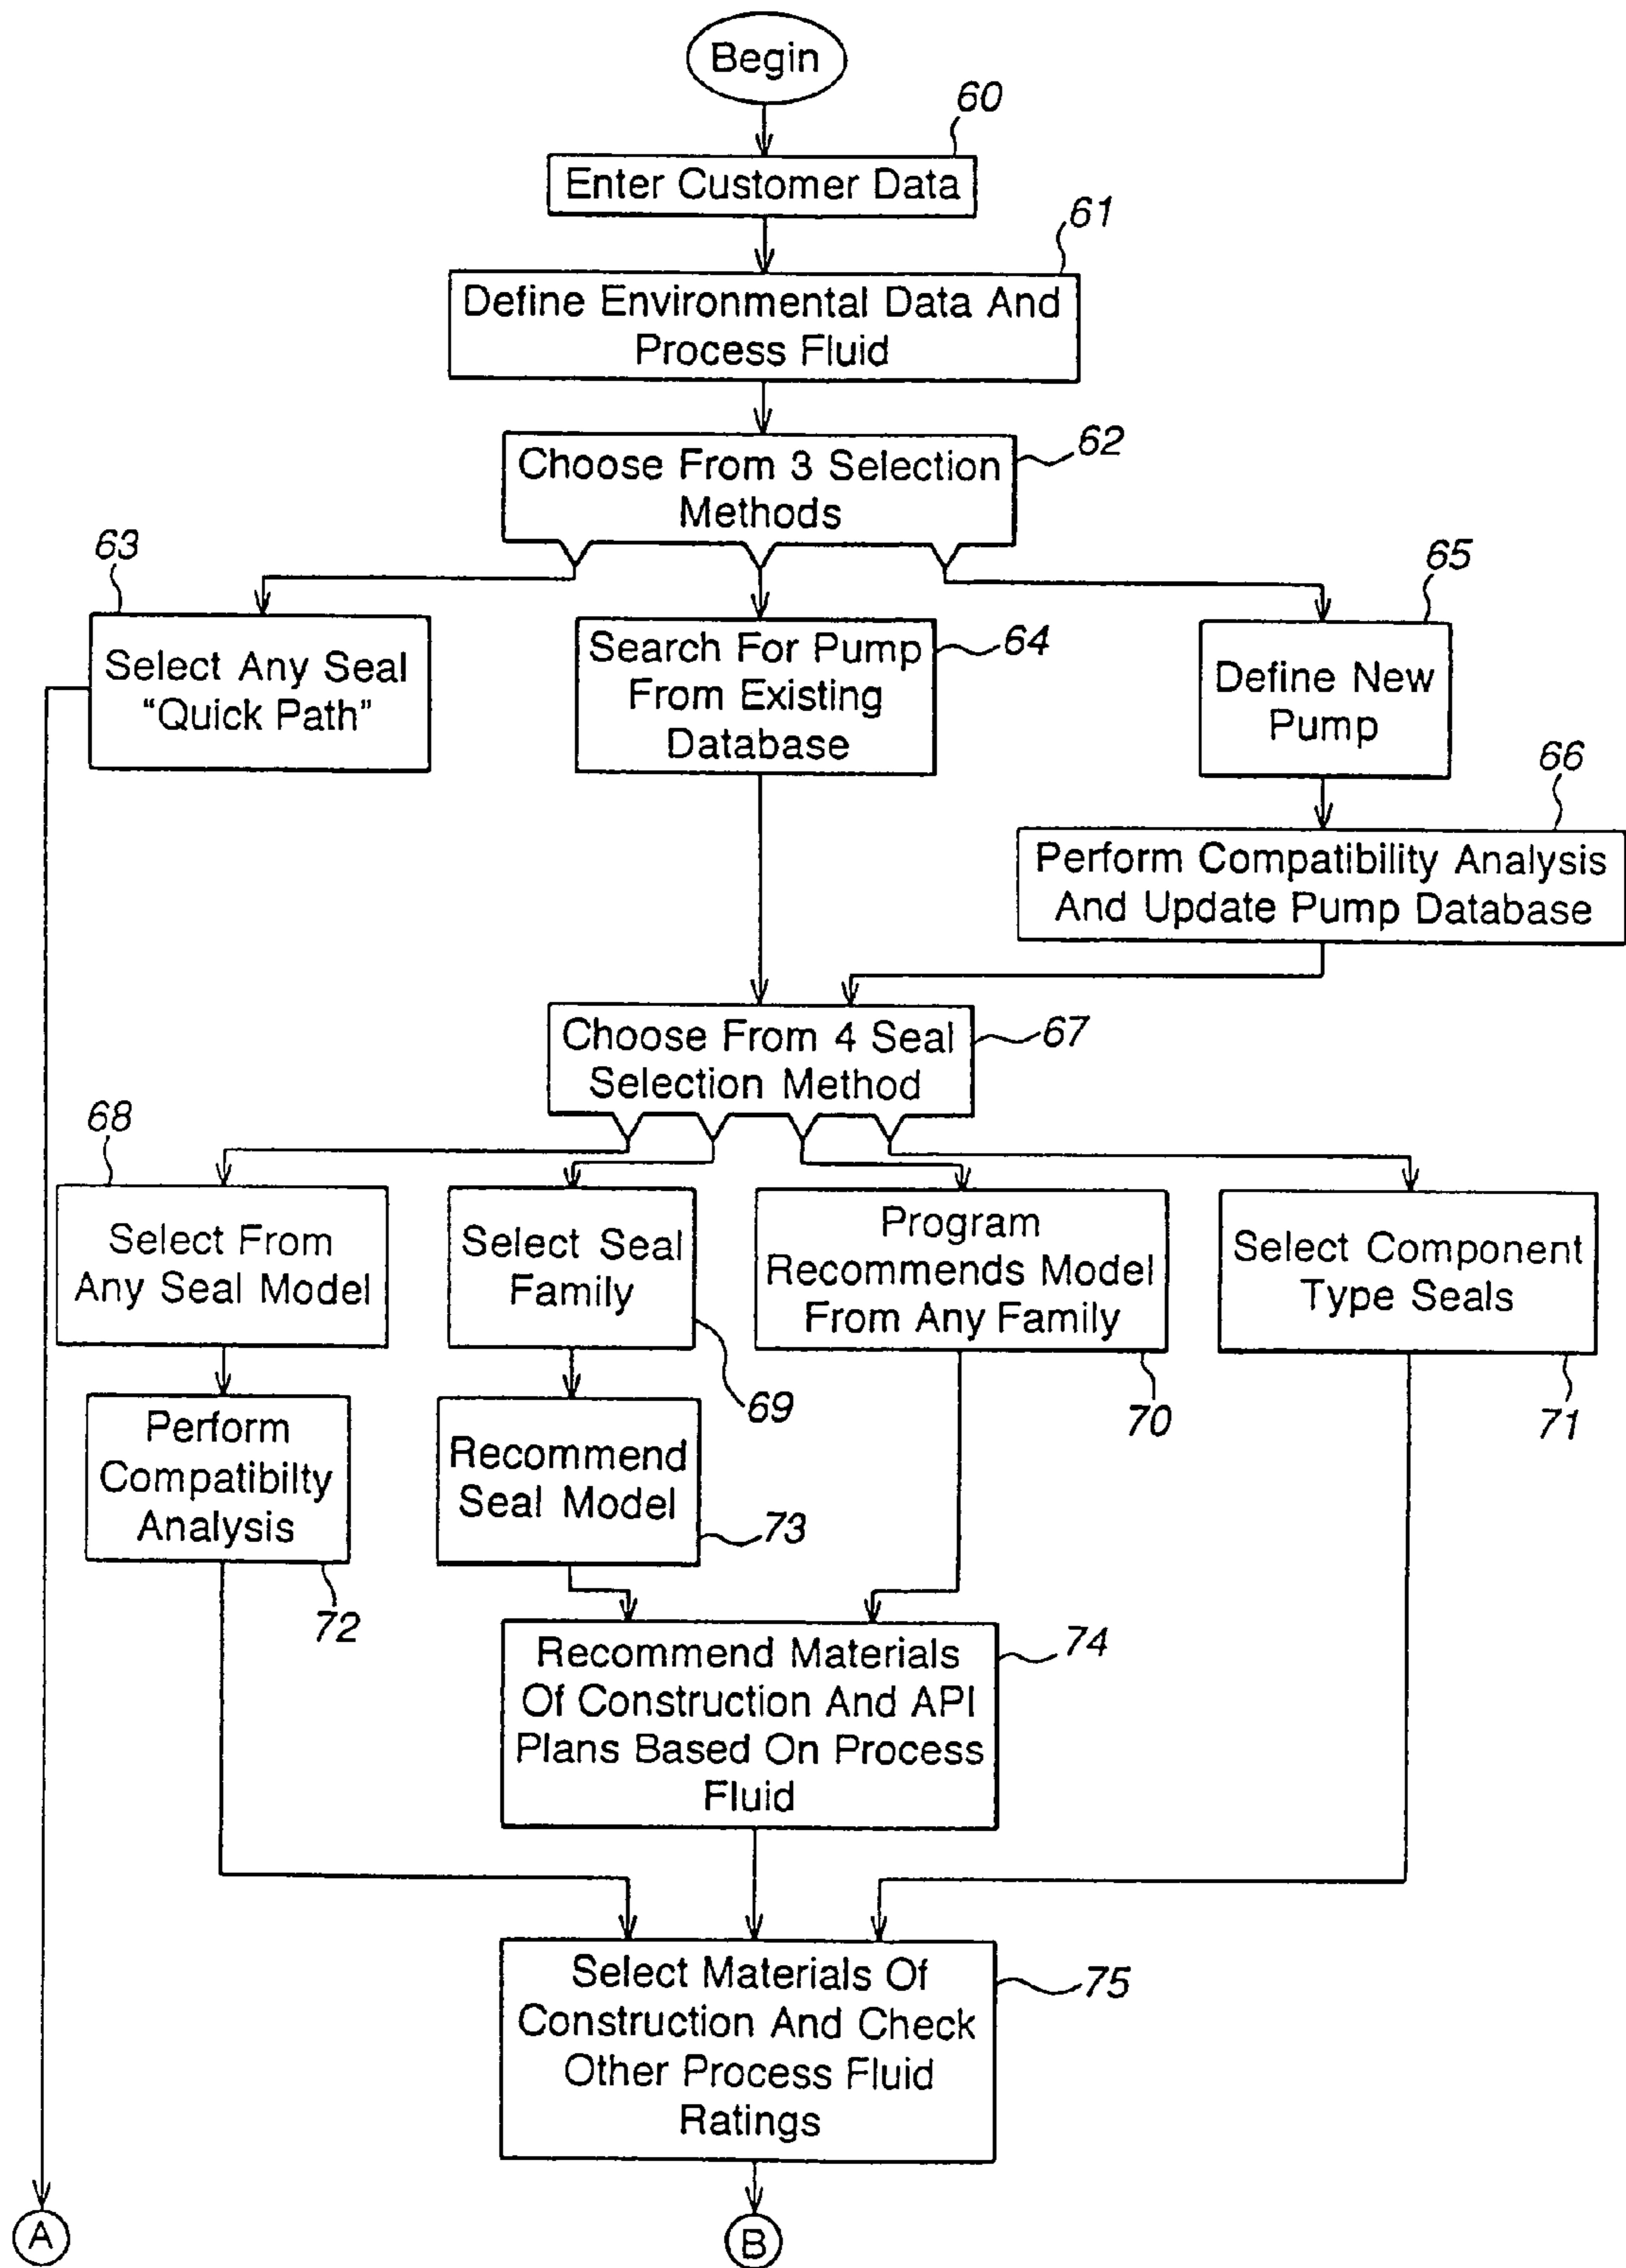 Begin
60
Enter Customer Data
61
Define Environmental Data And
Process Fluid
62
Choose From 3 Selection
Methods
63
Select Any Seal
“Quick Path”
64
Search For Pump
From Existing
Database
65
Define New
Pump
66
Perform Compatibility Analysis
And Update Pump Database
67
Choose From 4 Seal
Selection Method
68
Select From
Any Seal Model
Select Seal
Family
69
Program
Recommends Model
From Any Family
70
Select Component
Type Seals
71
Perform
Compatibilty
Analysis
72
Recommend
Seal Model
73
Recommend Materials
Of Construction And API
Plans Based On Process
Fluid
74
Select Materials Of
Construction And Check
Other Process Fluid
Ratings
75
A
B